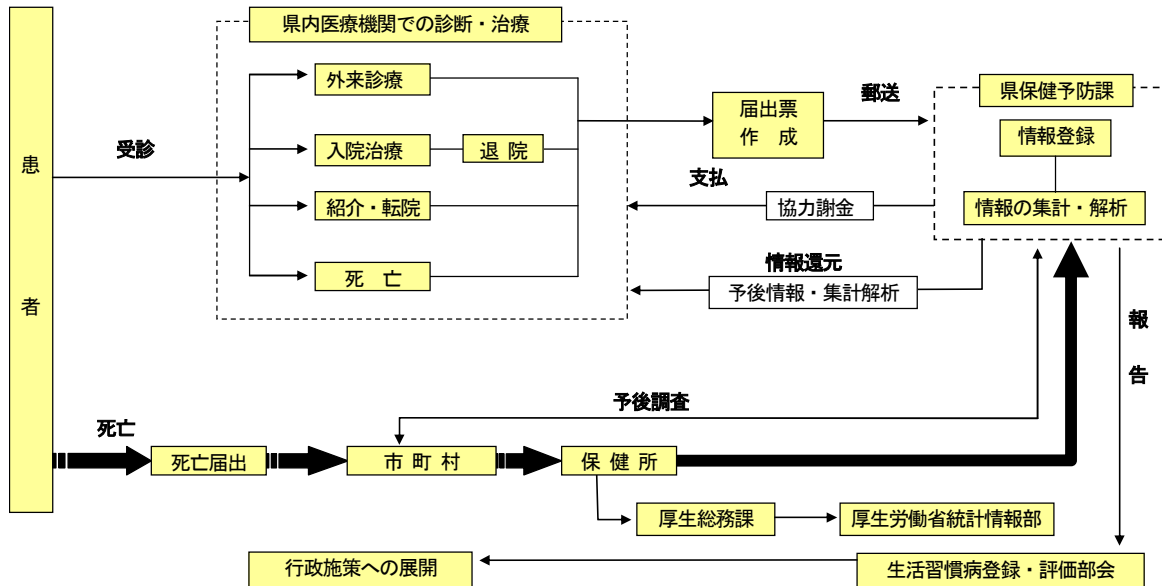 県内医療機関での診断・治療
外来診療
入院治療
退 院
紹介・転院
死 亡
患
者
受診
届出票
作 成
郵送
県保健予防課
情報登録
情報の集計・解析
支払
協力謝金
情報還元
予後情報・集計解析
報
告
予後調査
死亡
死亡届出
市 町 村
保 健 所
厚生総務課
厚生労働省統計情報部
行政施策への展開
生活習慣病登録・評価部会